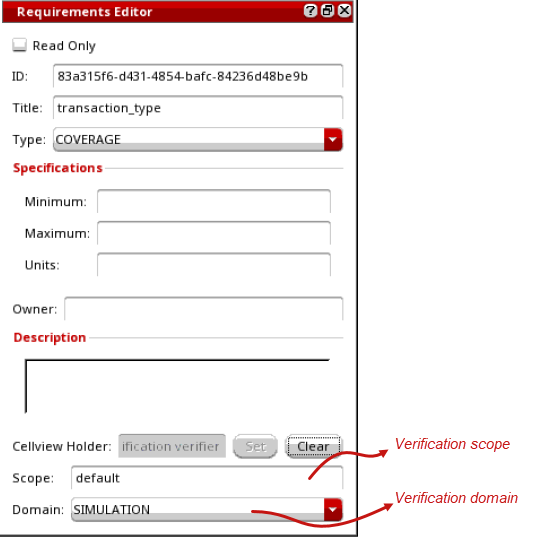 Requirements Editor
Read Only
ID: 83a315f6-d431-4854-bafc-84236d48be9b
Title: transaction_type
Type: COVERAGE
Specifications
Minimum:
Maximum:
Units:
Owner:
Description
Cellview Holder: ification verifier Set Clear
Verification scope
Scope: default
Verification domain
Domain: SIMULATION